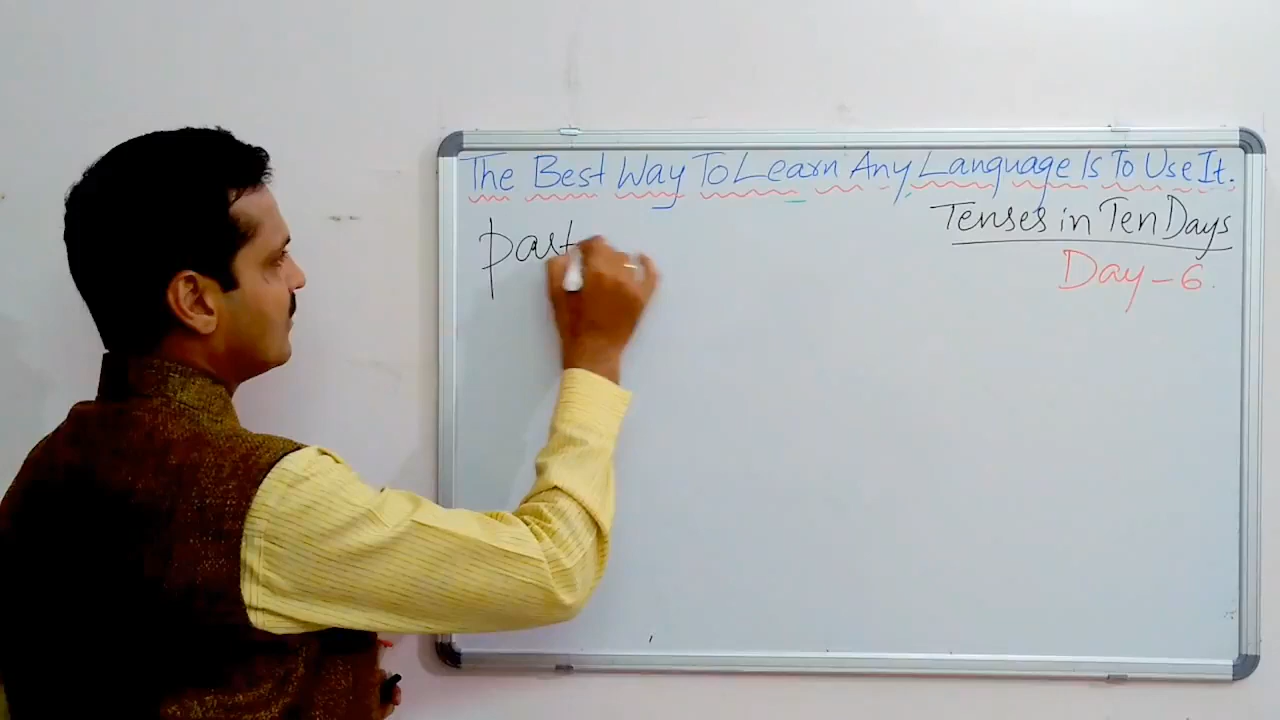 The Best Way To Learn Any Language Is To Use It.
Tenses in Ten Days
past
Day - 6.